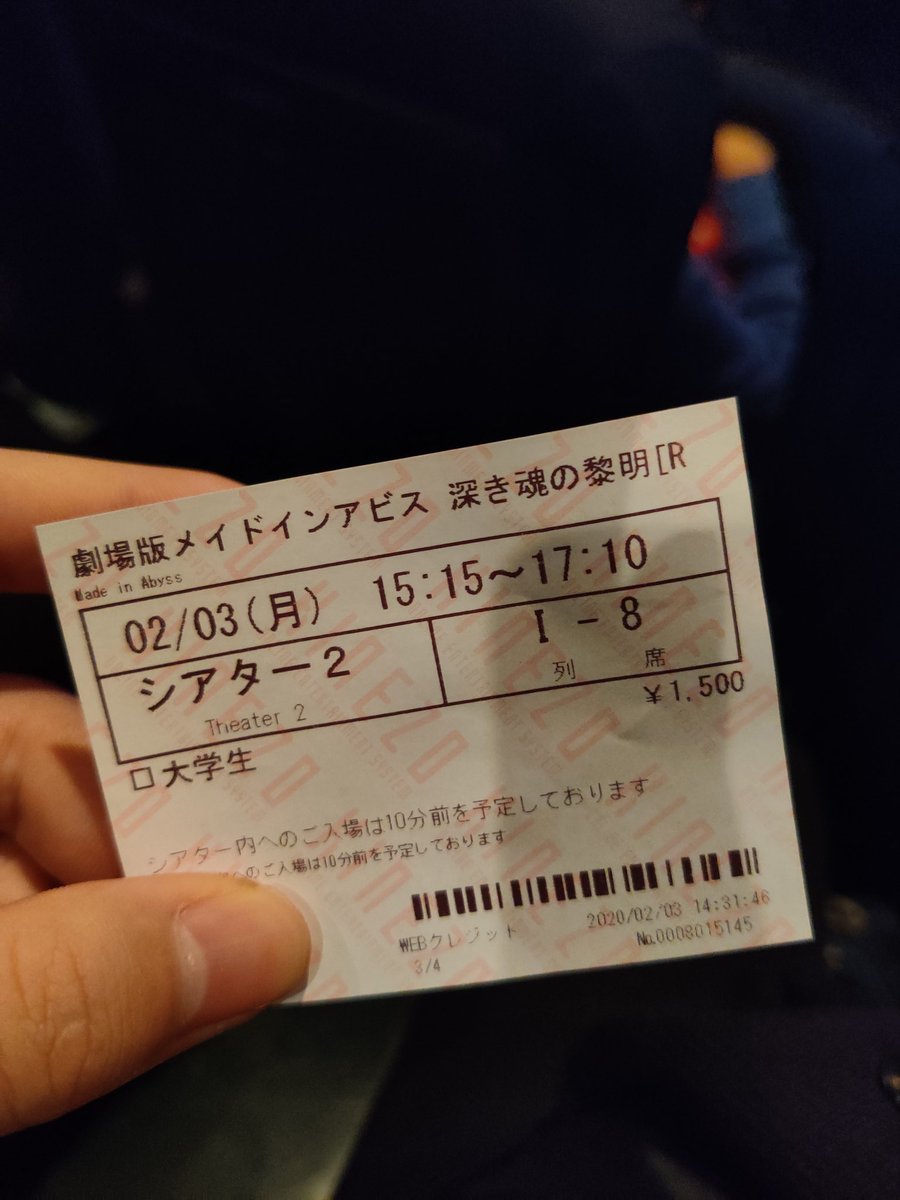 劇場版メイドインアビス 深き魂の黎明[R
Made in Abyss
02/03(月) 15:15～17:10
シアター2
Theater 2
I - 8
列 席
¥1,500
□大学生
シアター内へのご入場は10分前を予定しております
へのご入場は10分前を予定しております
WEBクレジット
2020/02/03 14:31:46
3/4
No.0008015145